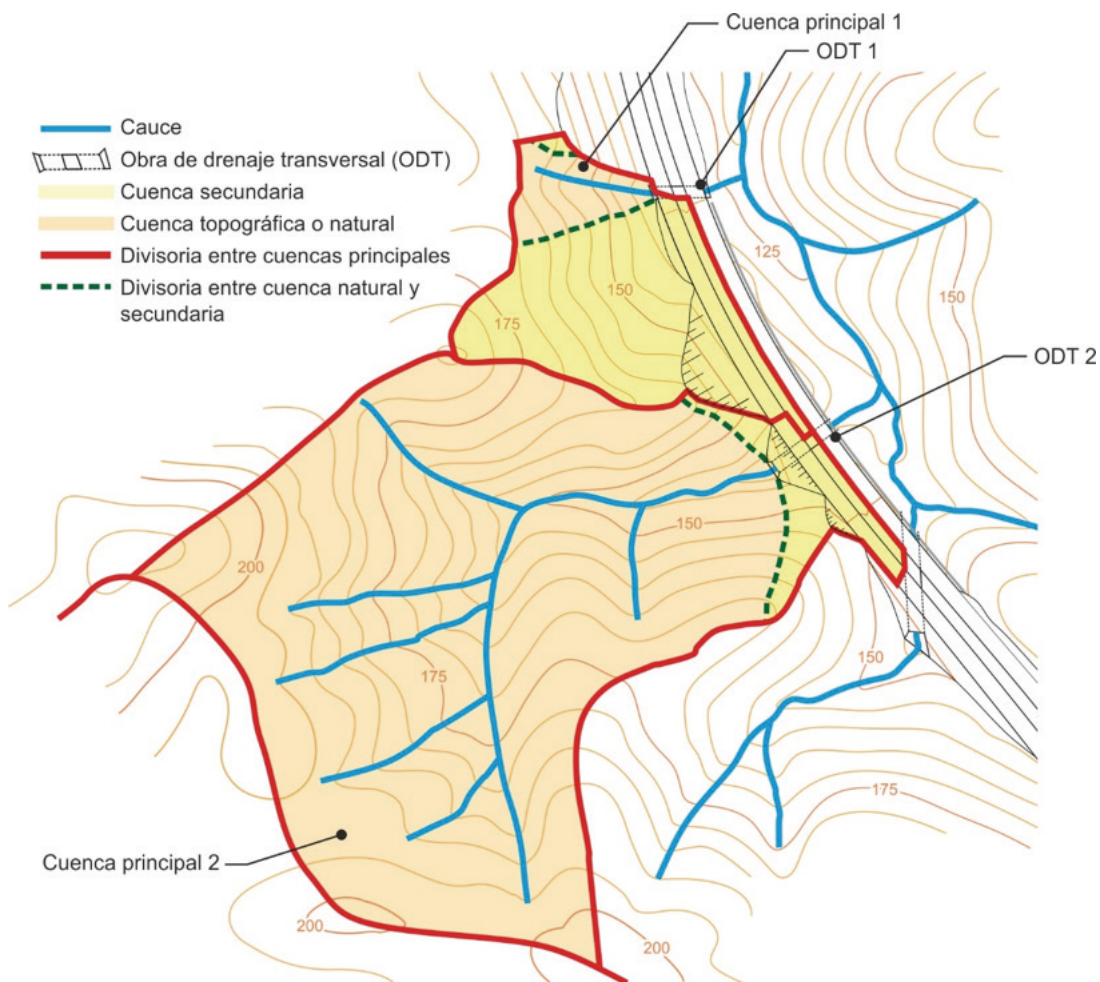 Cuenca principal 1
ODT 1
Cauce
Obra de drenaje transversal (ODT)
Cuenca secundaria
Cuenca topográfica o natural
Divisoria entre cuencas principales
Divisoria entre cuenca natural y
secundaria
125
150
150
175
ODT 2
150
200
175
150
175
Cuenca principal 2
200
200